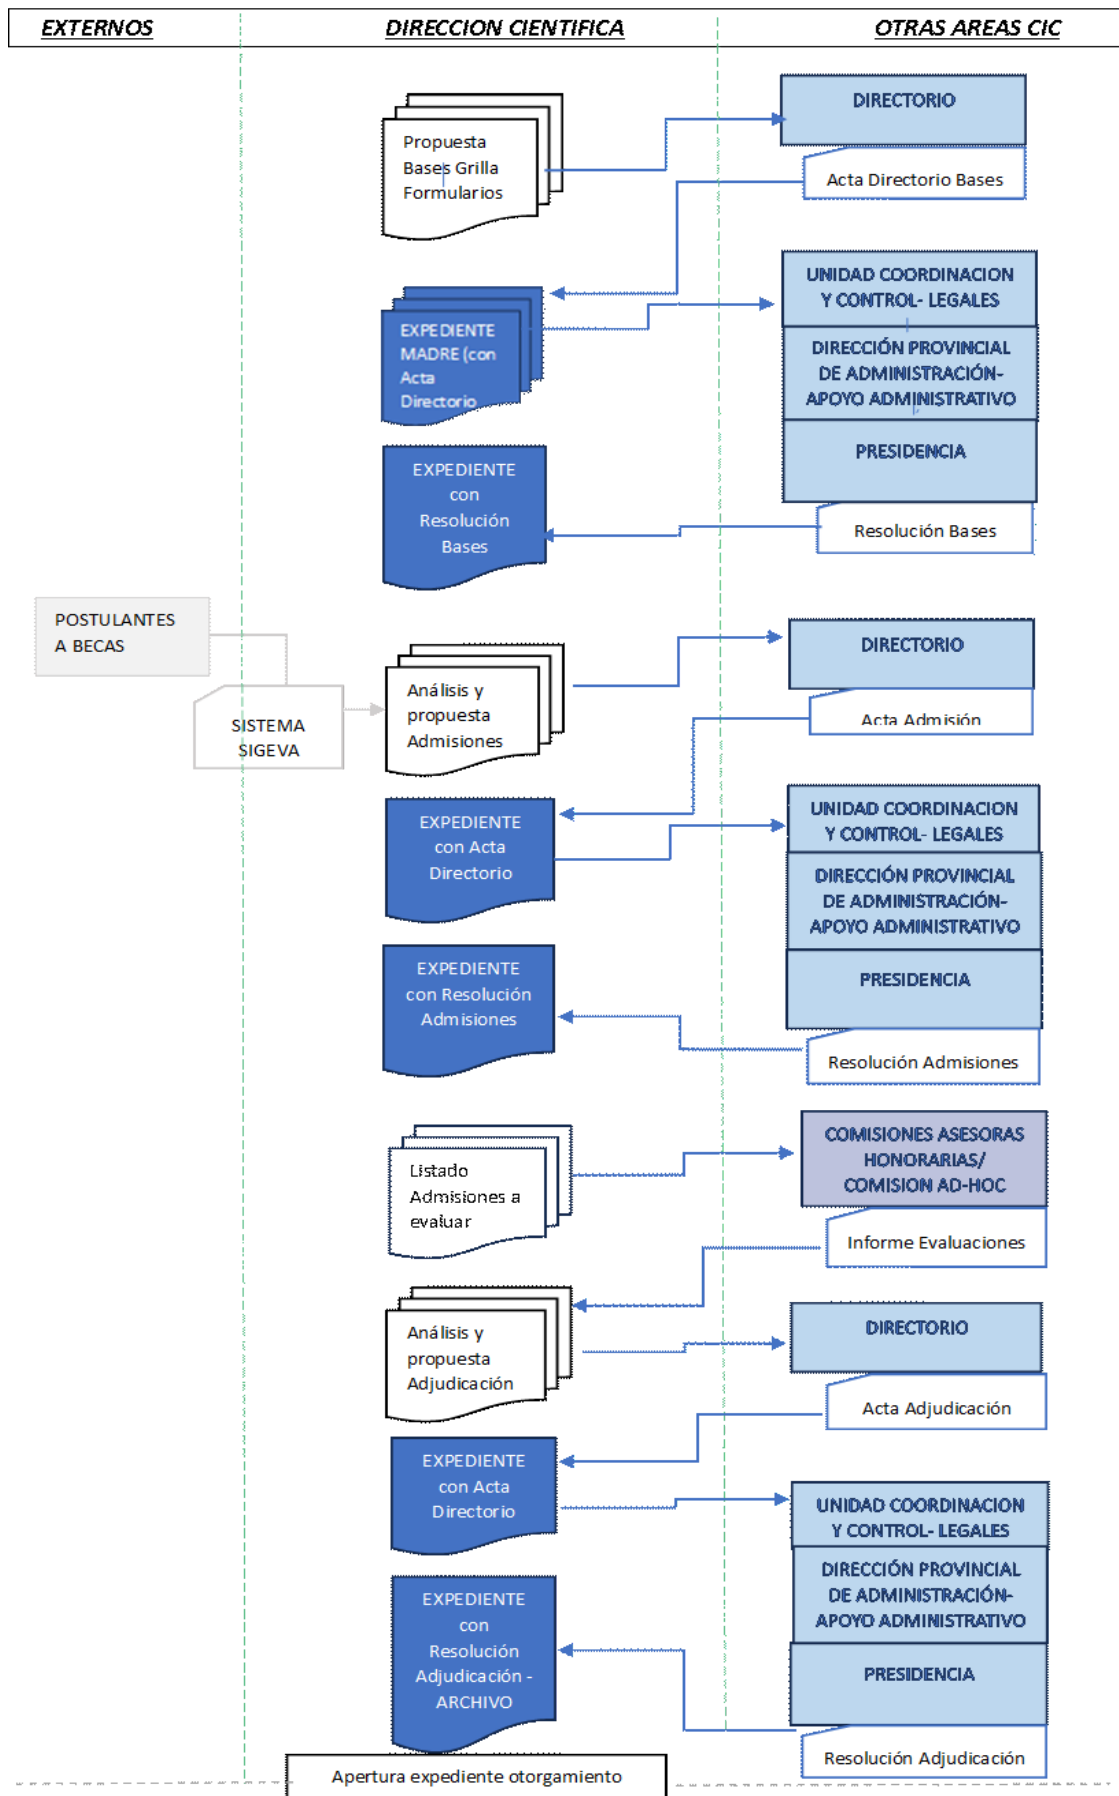 EXTERNOS
DIRECCION CIENTIFICA
OTRAS AREAS CIC
Propuesta
Bases Grilla
Formularios
DIRECTORIO
Acta Directorio Bases
EXPEDIENTE
MADRE (con
Acta
Directorio
UNIDAD COORDINACION
Y CONTROL- LEGALES
DIRECCIÓN PROVINCIAL
DE ADMINISTRACIÓN-
APOYO ADMINISTRATIVO
PRESIDENCIA
Resolución Bases
EXPEDIENTE
con
Resolución
Bases
POSTULANTES
A BECAS
SISTEMA
SIGEVA
Análisis y
propuesta
Admisiones
DIRECTORIO
Acta Admisión
EXPEDIENTE
con Acta
Directorio
UNIDAD COORDINACION
Y CONTROL- LEGALES
DIRECCIÓN PROVINCIAL
DE ADMINISTRACIÓN-
APOYO ADMINISTRATIVO
PRESIDENCIA
Resolución Admisiones
EXPEDIENTE
con Resolución
Admisiones
Listado
Admisiones a
evaluar
COMISIONES ASESORAS
HONORARIAS/
COMISION AD-HOC
Informe Evaluaciones
Análisis y
propuesta
Adjudicación
DIRECTORIO
Acta Adjudicación
EXPEDIENTE
con Acta
Directorio
UNIDAD COORDINACION
Y CONTROL- LEGALES
DIRECCIÓN PROVINCIAL
DE ADMINISTRACIÓN-
APOYO ADMINISTRATIVO
PRESIDENCIA
Resolución Adjudicación
EXPEDIENTE
con
Resolución
Adjudicación -
ARCHIVO
Apertura expediente otorgamiento